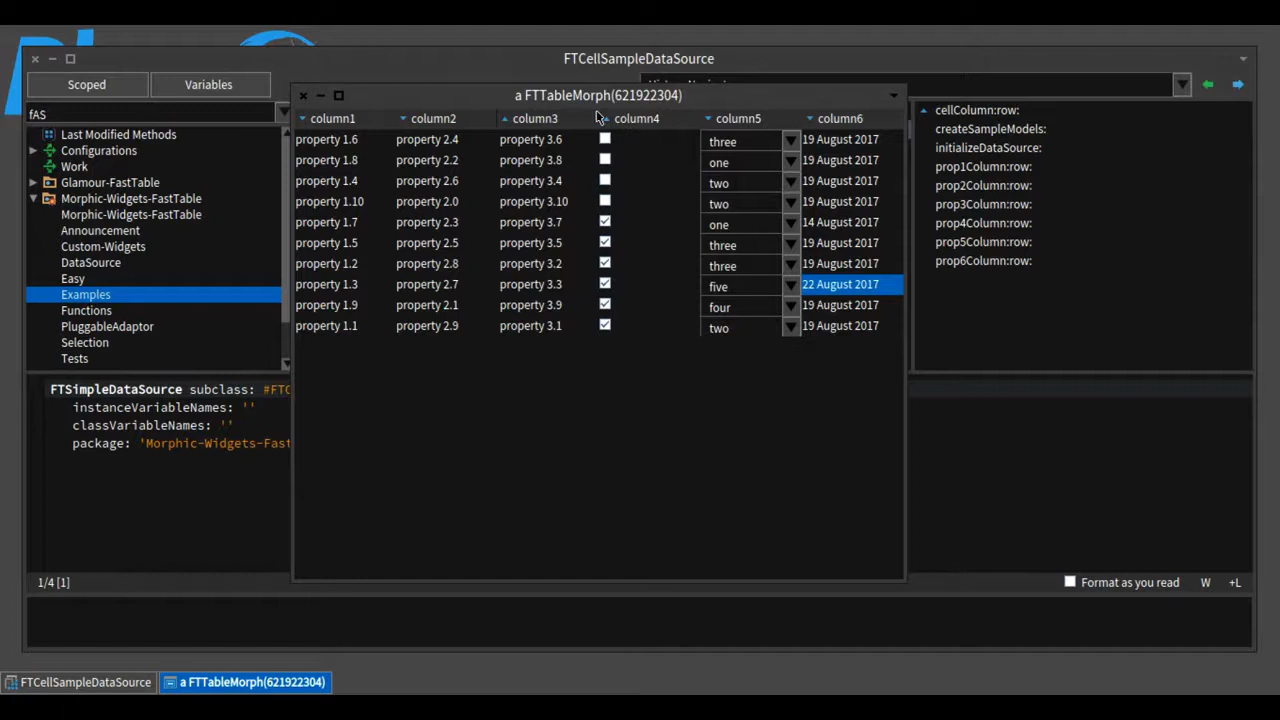 FTCellSampleDataSource
Scoped
Variables
a FTTableMorph(621922304)
fAS
column1 column2 column3 column4 column5 column6
property 1.6 property 2.4 property 3.6 three 19 August 2017
property 1.8 property 2.2 property 3.8 one 19 August 2017
property 1.4 property 2.6 property 3.4 two 19 August 2017
property 1.10 property 2.0 property 3.10 two 19 August 2017
property 1.7 property 2.3 property 3.7 one 14 August 2017
property 1.5 property 2.5 property 3.5 three 19 August 2017
property 1.2 property 2.8 property 3.2 three 19 August 2017
property 1.3 property 2.7 property 3.3 five 22 August 2017
property 1.9 property 2.1 property 3.9 four 19 August 2017
property 1.1 property 2.9 property 3.1 two 19 August 2017
Last Modified Methods
Configurations
Work
Glamour-FastTable
Morphic-Widgets-FastTable
Morphic-Widgets-FastTable
Announcement
Custom-Widgets
DataSource
Easy
Examples
Functions
PluggableAdaptor
Selection
Tests
cellColumn:row:
createSampleModels:
initializeDataSource:
prop1Column:row:
prop2Column:row:
prop3Column:row:
prop4Column:row:
prop5Column:row:
prop6Column:row:
FTSimpleDataSource subclass: #FTC
instanceVariableNames: ''
classVariableNames: ''
package: 'Morphic-Widgets-Fast
1/4 [1]
Format as you read W +L
FTCellSampleDataSource
a FTTableMorph(621922304)